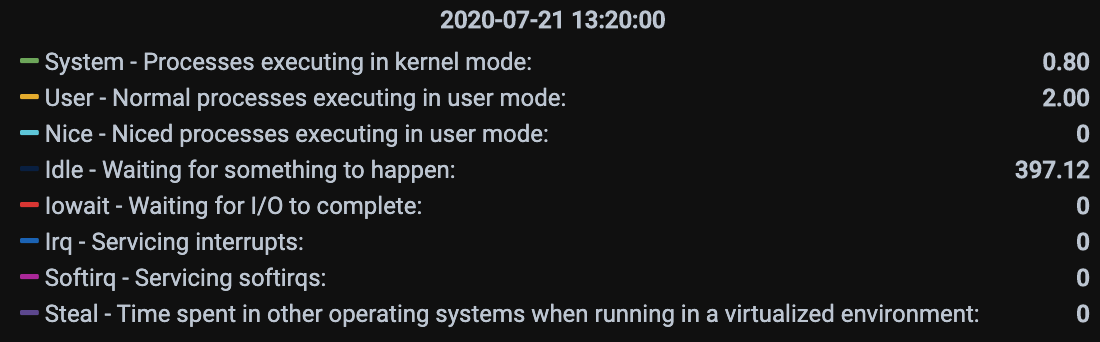 2020-07-21 13:20:00
System - Processes executing in kernel mode: 0.80
User - Normal processes executing in user mode: 2.00
Nice - Niced processes executing in user mode: 0
Idle - Waiting for something to happen: 397.12
Iowait - Waiting for I/O to complete: 0
Irq - Servicing interrupts: 0
Softirq - Servicing softirqs: 0
Steal - Time spent in other operating systems when running in a virtualized environment: 0